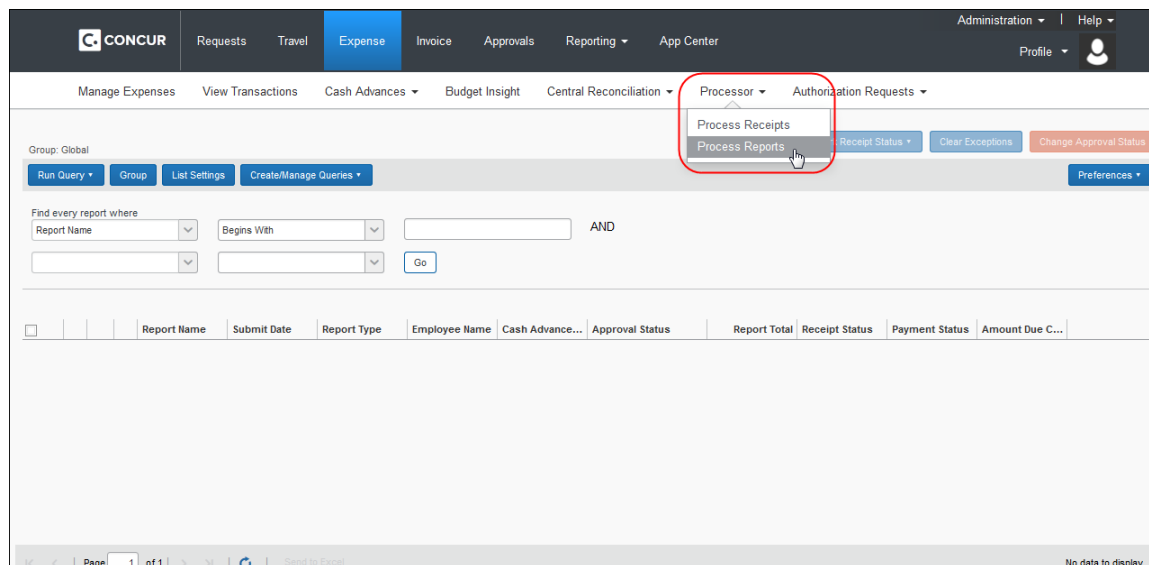 Administration | Help
C. CONCUR Requests Travel Expense Invoice Approvals Reporting App Center
Profile
Manage Expenses View Transactions Cash Advances Budget Insight Central Reconciliation Processor Authorization Requests
Process Receipts
Process Reports
Group: Global
Receipt Status Clear Exceptions Change Approval Status
Run Query Group List Settings Create/Manage Queries Preferences
Find every report where
Report Name Begins With AND
Go
Report Name Submit Date Report Type Employee Name Cash Advance... Approval Status Report Total Receipt Status Payment Status Amount Due C...
Page 1 of 1 Send to Excel No data to display